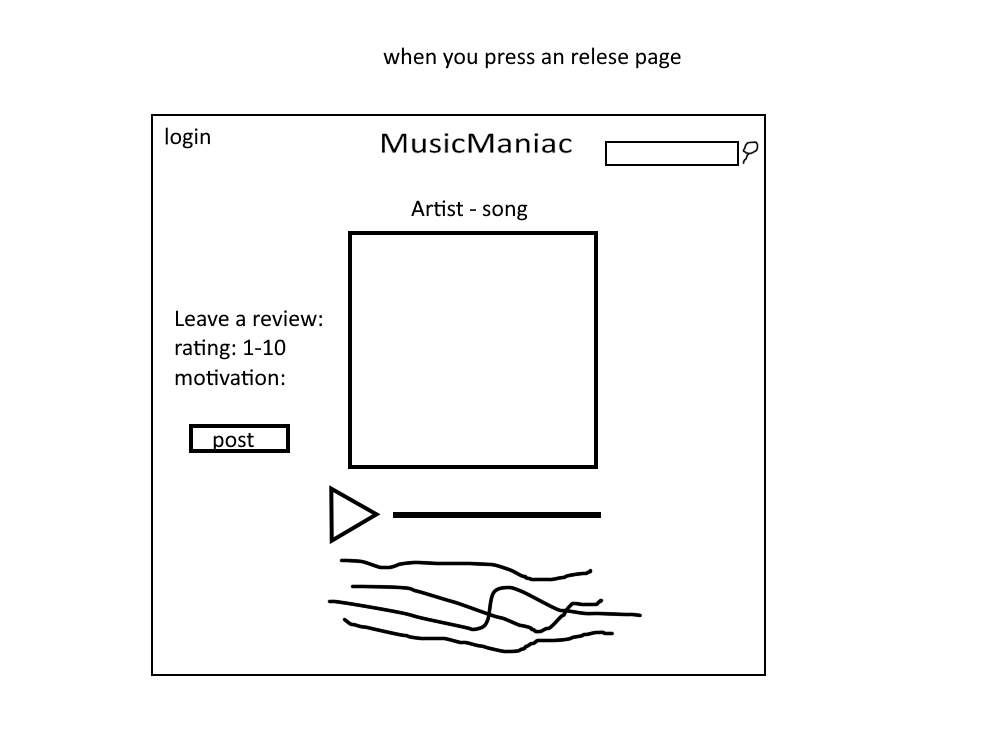 when you press an relese page
login
MusicManiac
Artist - song
Leave a review:
rating: 1-10
motivation:
post